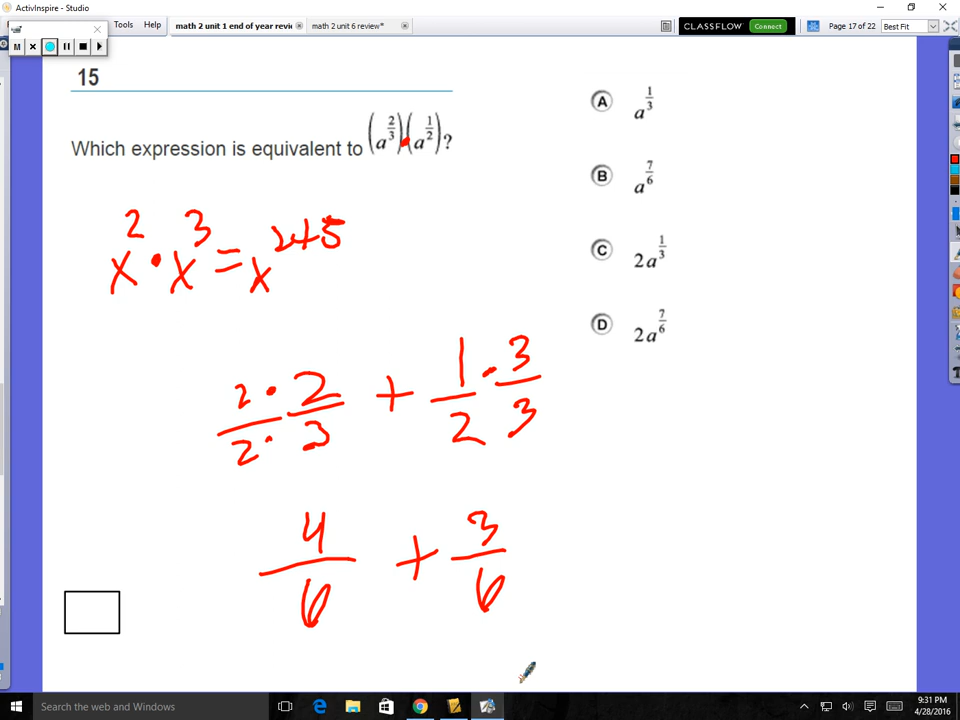 ActivInspire - Studio
Tools Help math 2 unit 1 end of year revi math 2 unit 6 review* CLASSFLOW Connect Page 17 of 22 Best Fit
M
15
Which expression is equivalent to (a^(2/3))(a^(1/2))?
A a^(1/3)
B a^(7/6)
C 2a^(1/3)
D 2a^(7/6)
x^2 · x^3 = x^(2+5)
2·/2· 2/3 + 1/2 · 3/3
4/6 + 3/6
Search the web and Windows
9:31 PM
4/28/2016